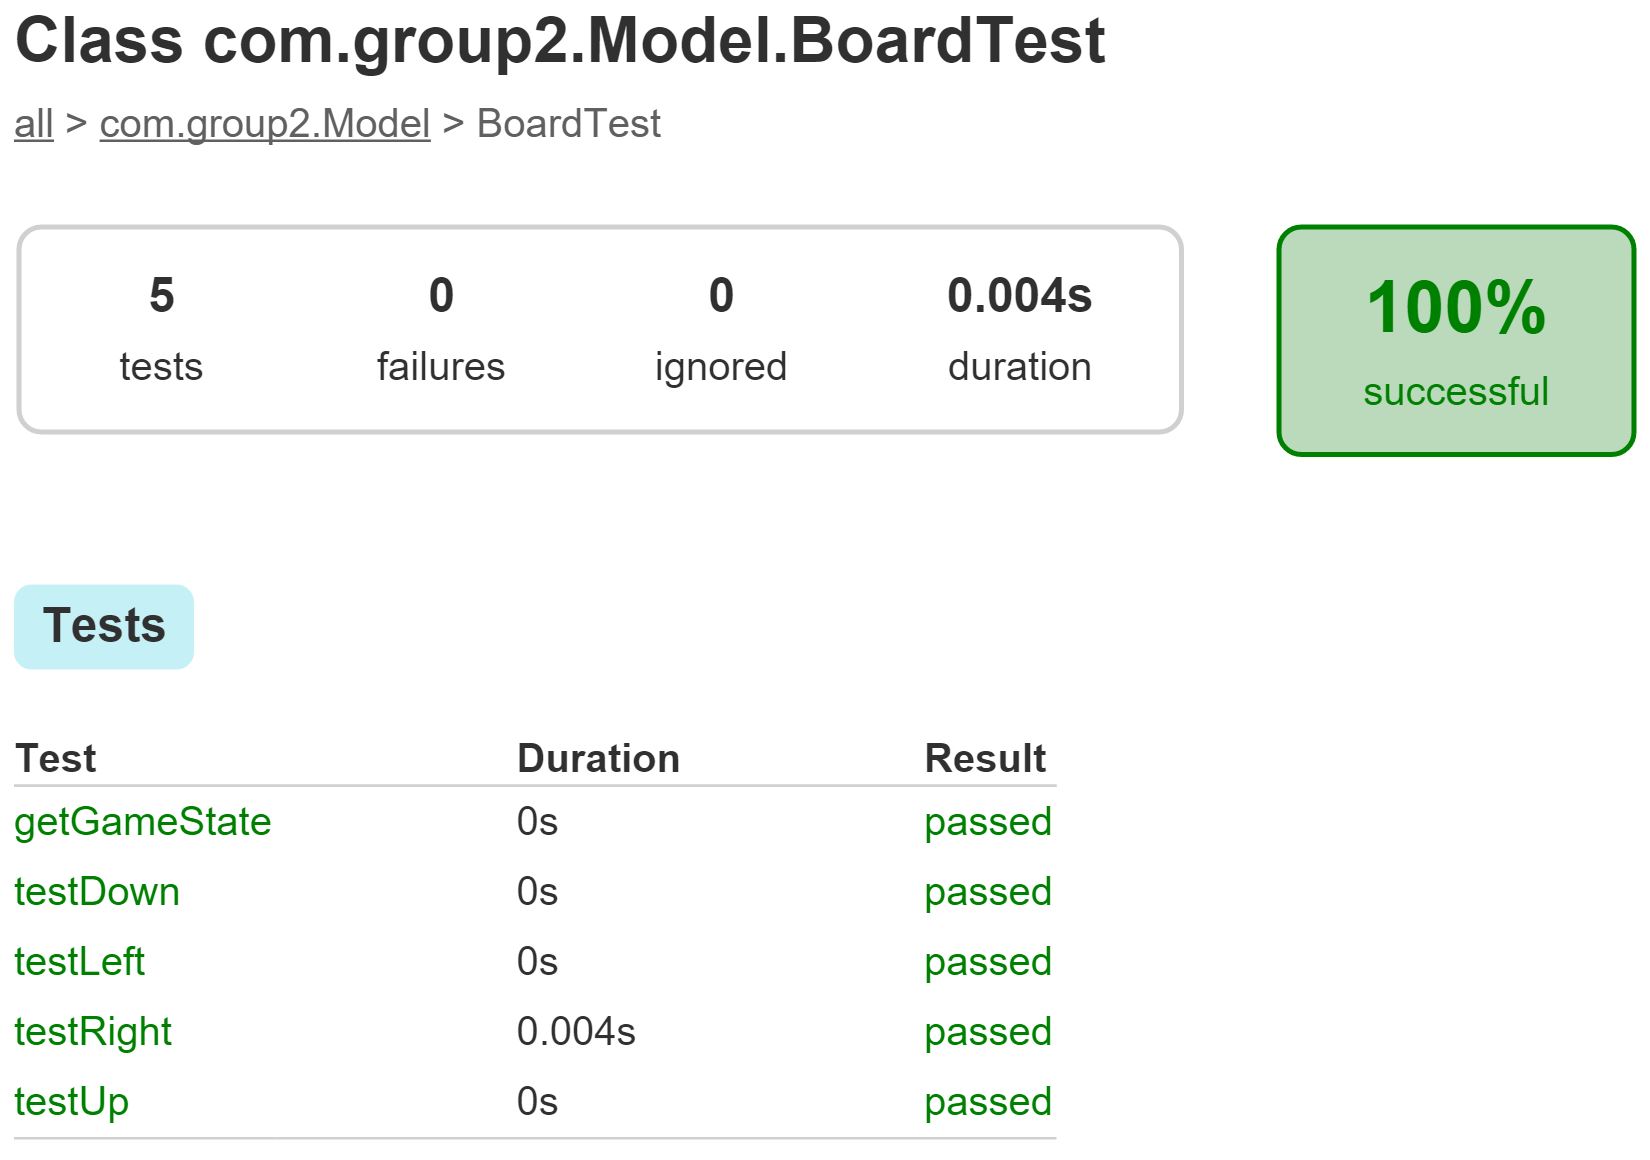 Class com.group2.Model.BoardTest
all > com.group2.Model > BoardTest
5 0 0 0.004s
tests failures ignored duration
100%
successful
Tests
Test Duration Result
getGameState 0s passed
testDown 0s passed
testLeft 0s passed
testRight 0.004s passed
testUp 0s passed